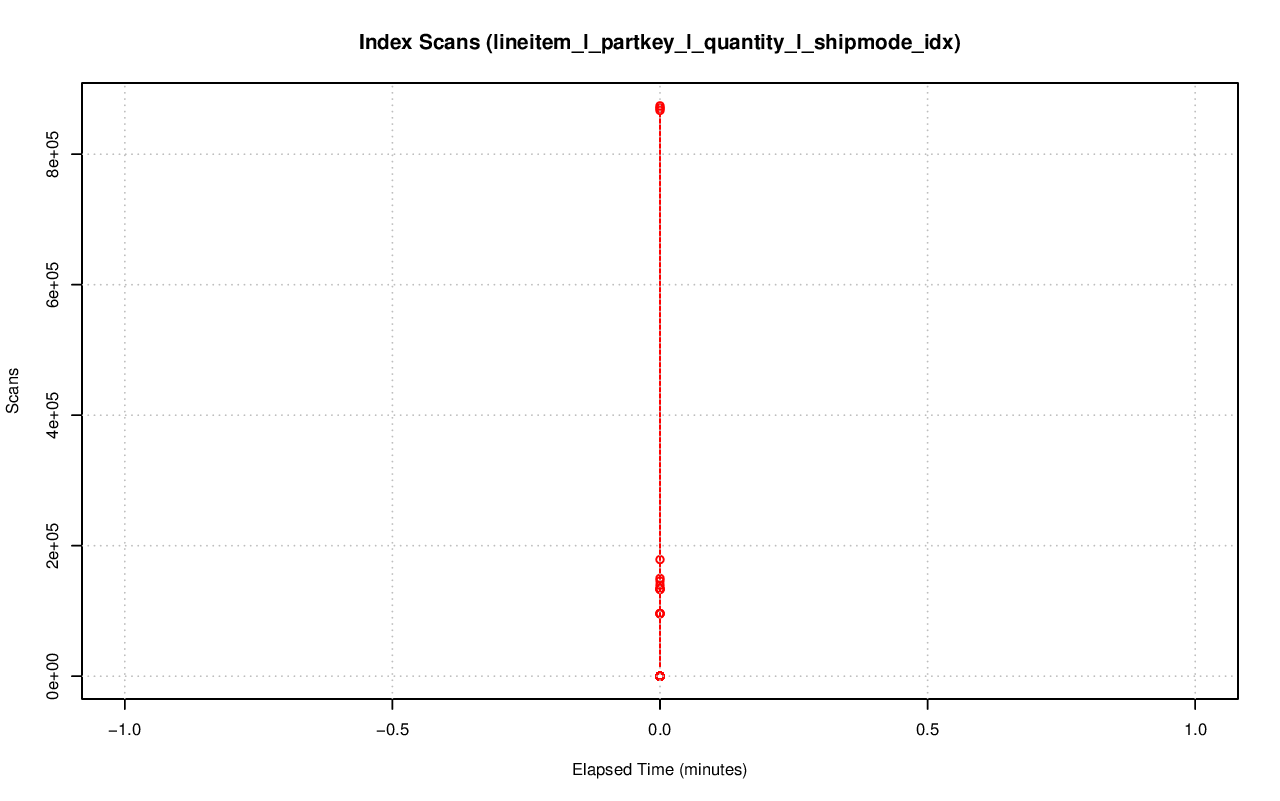 Index Scans (lineitem_l_partkey_l_quantity_l_shipmode_idx)
Scans
8e+05
6e+05
4e+05
2e+05
0e+00
−1.0
−0.5
0.0
0.5
1.0
Elapsed Time (minutes)